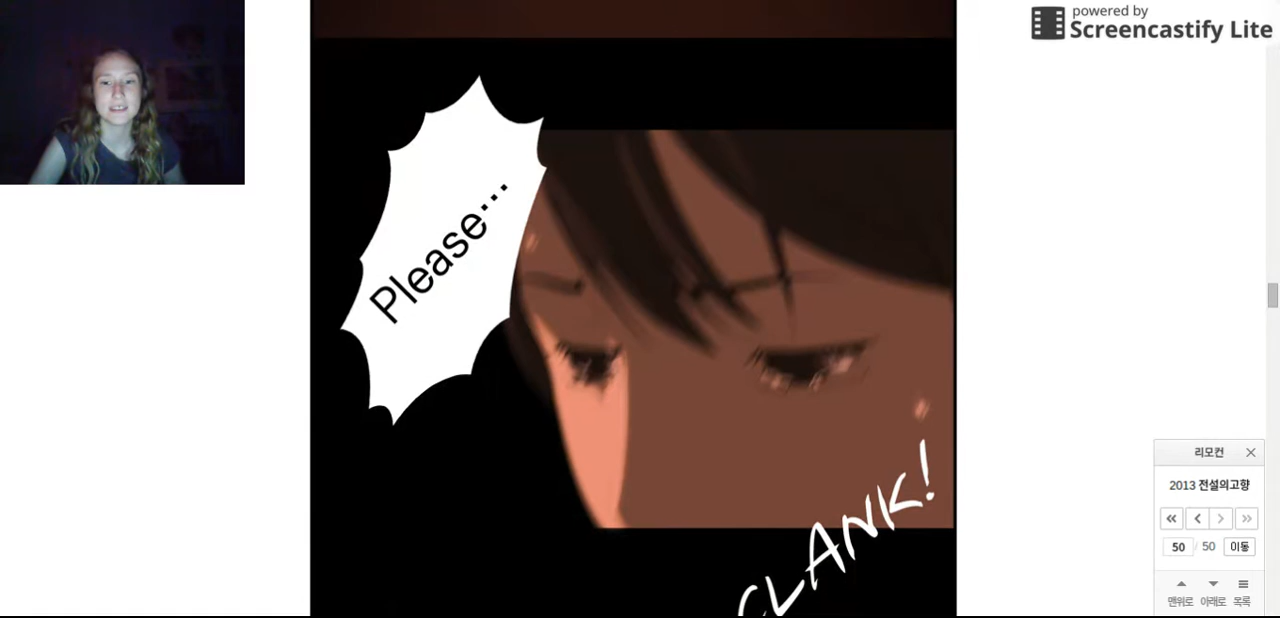 powered by
Screencastify Lite
Please...
CLANK!
리모컨
2013 전설의고향
50 / 50 이동
맨위로 아래로 목록